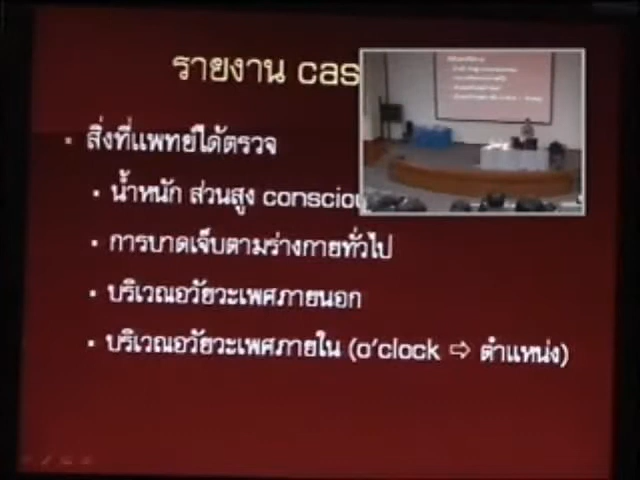 รายงาน cas
สิ่งที่แพทย์ได้ตรวจ
น้ำหนัก ส่วนสูง consciou
การบาดเจ็บตามร่างกายทั่วไป
บริเวณอวัยวะเพศภายนอก
บริเวณอวัยวะเพศภายใน (o'clock ⇨ ตำแหน่ง)